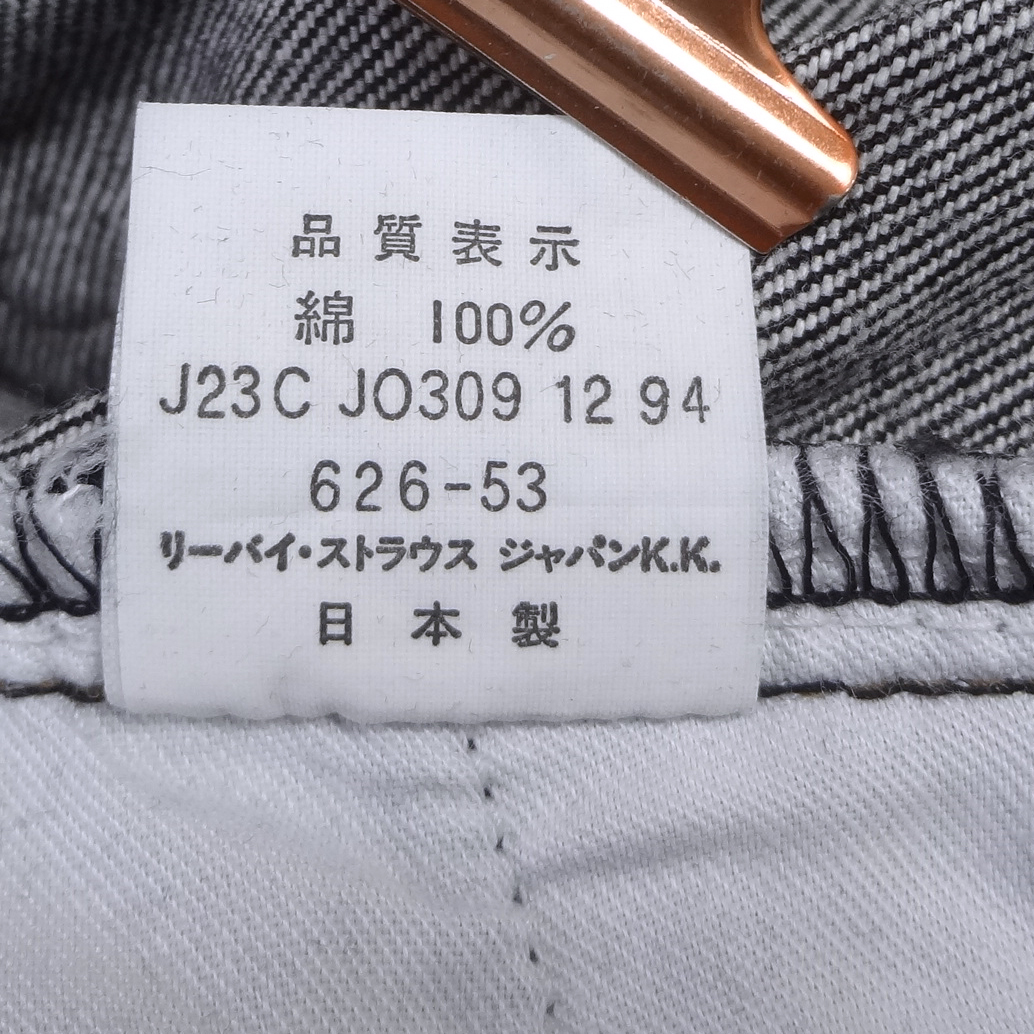 品質表示
綿 100%
J23C JO309 12 94
626-53
リーバイ・ストラウス ジャパンK.K.
日本製